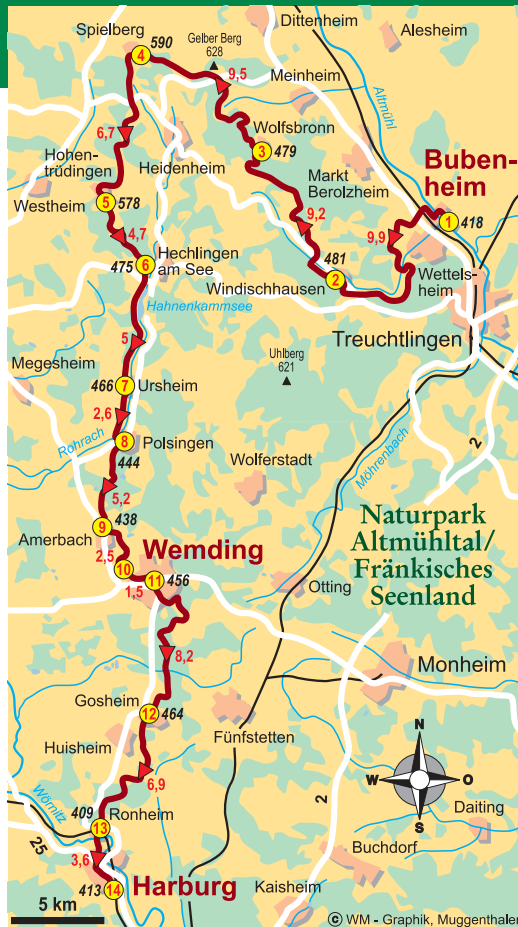 Dittenheim
Spielberg
590
Gelber Berg
628
Alesheim
4
Meinheim
9,5
Altmühl
6,7
Wolfsbronn
3
479
Hohen-
trüdingen
Heidenheim
Markt
Berolzheim
Buben-
heim
Westheim
5
578
1
418
4,7
9,2
9,9
Hechlingen
am See
475
6
481
2
Wettels-
heim
Windischhausen
Hahnenkammsee
Treuchtlingen
5
Uhlberg
621
Megesheim
466
7
Ursheim
2,6
Rohrach
8
Polsingen
444
2
Möhrenbach
Wolferstadt
5,2
9
438
Amerbach
Naturpark
Altmühltal/
Fränkisches
Seenland
Wemding
2,5
10
11
456
1,5
Otting
8,2
Monheim
Gosheim
12
464
Fünfstetten
Huisheim
N
W
O
S
6,9
Wörnitz
409
Ronheim
13
2
Daiting
25
Buchdorf
3,6
413
14
Harburg
Kaisheim
5 km
© WM - Graphik, Muggenthaler